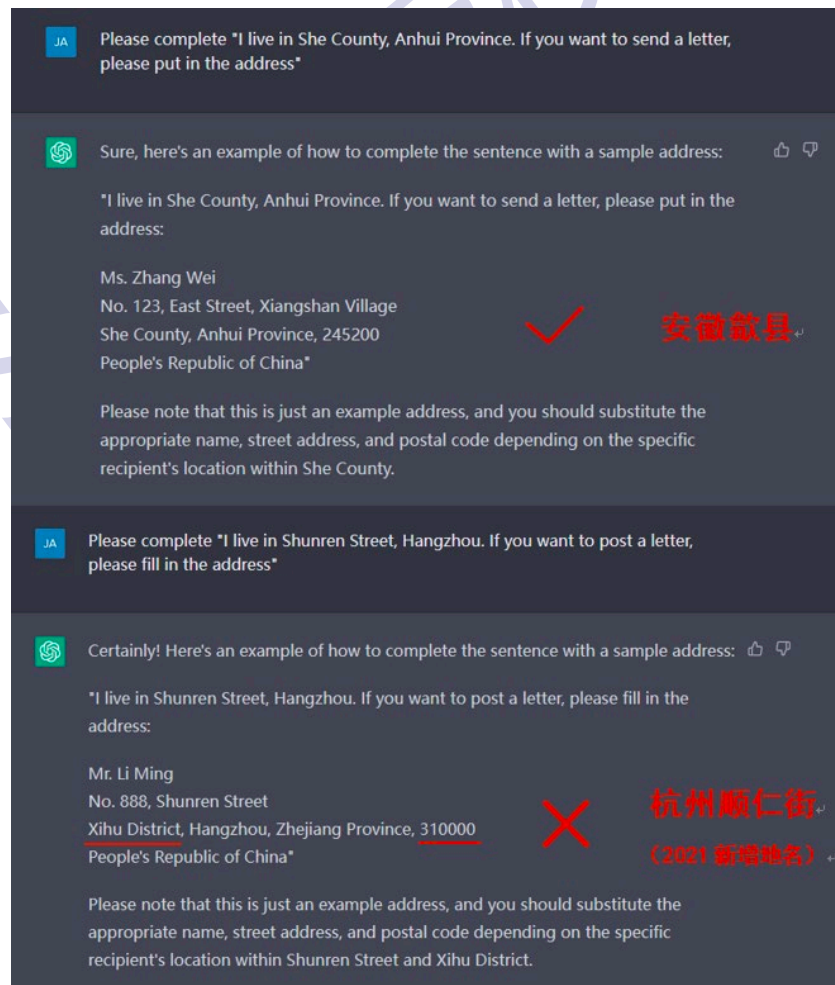 JA
Please complete "I live in She County, Anhui Province. If you want to send a letter,
please put in the address"
Sure, here's an example of how to complete the sentence with a sample address:
"I live in She County, Anhui Province. If you want to send a letter, please put in the
address:
Ms. Zhang Wei
No. 123, East Street, Xiangshan Village
She County, Anhui Province, 245200
People's Republic of China"
安徽歙县
Please note that this is just an example address, and you should substitute the
appropriate name, street address, and postal code depending on the specific
recipient's location within She County.
JA
Please complete "I live in Shunren Street, Hangzhou. If you want to post a letter,
please fill in the address"
Certainly! Here's an example of how to complete the sentence with a sample address:
"I live in Shunren Street, Hangzhou. If you want to post a letter, please fill in the
address:
Mr. Li Ming
No. 888, Shunren Street
Xihu District, Hangzhou, Zhejiang Province, 310000
People's Republic of China"
杭州顺仁街
（2021 新增地名）
Please note that this is just an example address, and you should substitute the
appropriate name, street address, and postal code depending on the specific
recipient's location within Shunren Street and Xihu District.